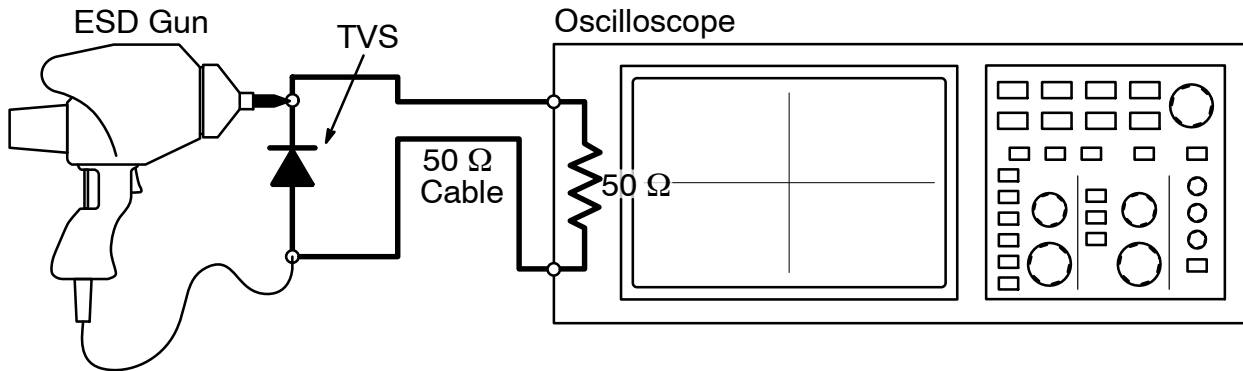 ESD Gun
TVS
Oscilloscope
50 Ω
Cable
50 Ω